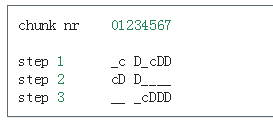 chunk nr    01234567

step 1      _c D_cDD
step 2      cD D____
step 3      __ _cDDD